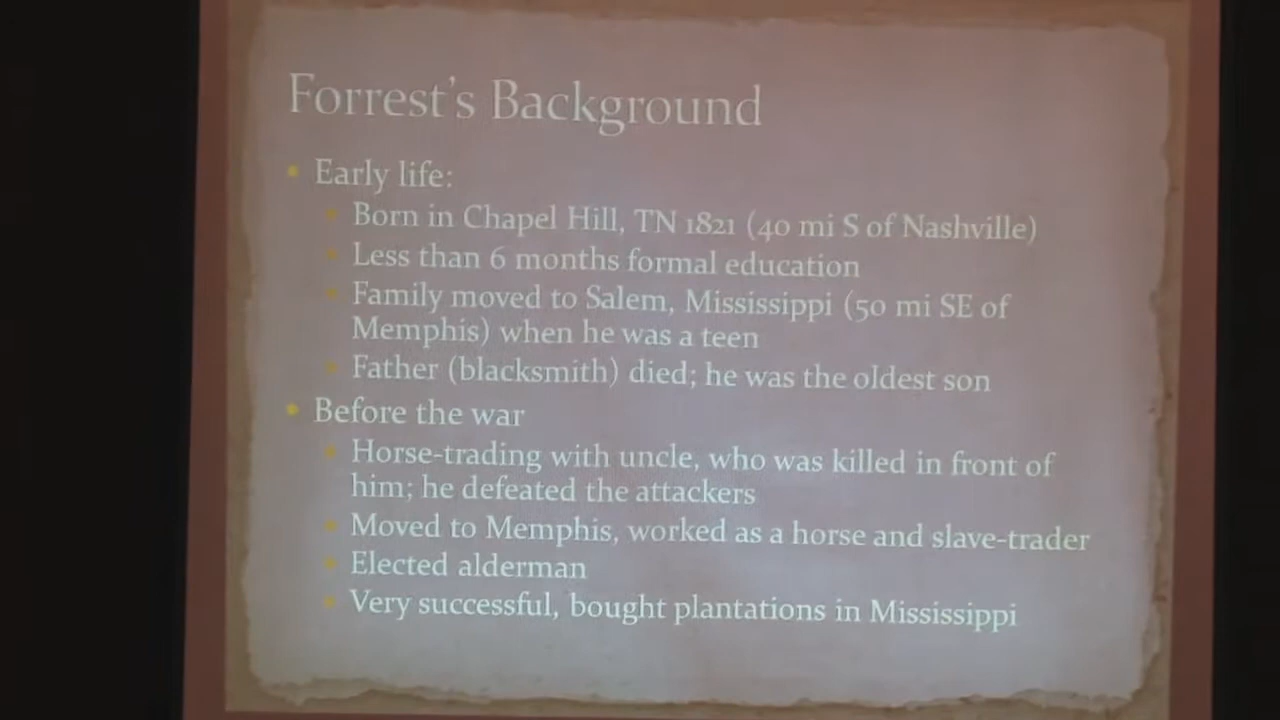 Forrest's Background
• Early life:
• Born in Chapel Hill, TN 1821 (40 mi S of Nashville)
• Less than 6 months formal education
• Family moved to Salem, Mississippi (50 mi SE of
Memphis) when he was a teen
• Father (blacksmith) died; he was the oldest son
• Before the war
• Horse-trading with uncle, who was killed in front of
him; he defeated the attackers
• Moved to Memphis, worked as a horse and slave-trader
• Elected alderman
• Very successful, bought plantations in Mississippi